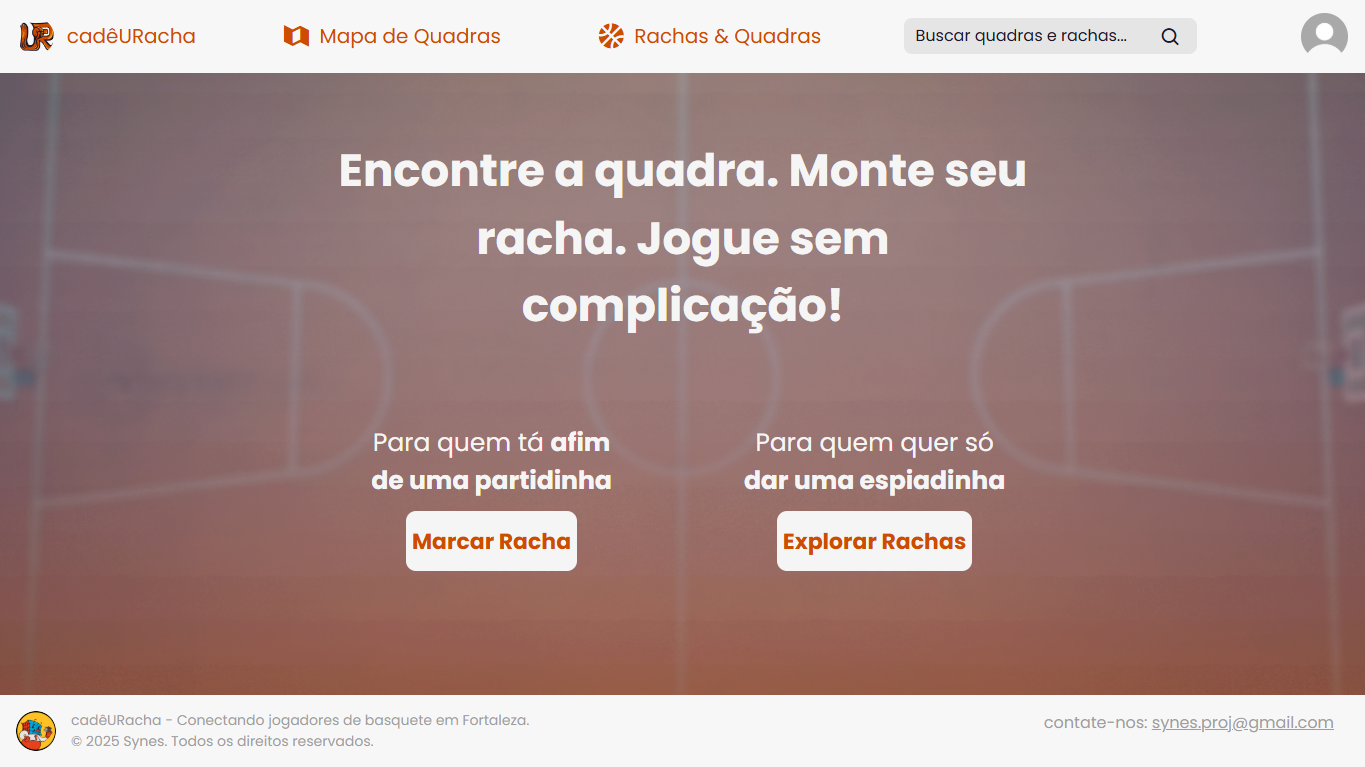 UR cadêURacha
Mapa de Quadras
Rachas & Quadras
Buscar quadras e rachas...
Encontre a quadra. Monte seu
racha. Jogue sem
complicação!
Para quem tá afim
de uma partidinha
Marcar Racha
Para quem quer só
dar uma espiadinha
Explorar Rachas
cadêURacha - Conectando jogadores de basquete em Fortaleza.
© 2025 Synes. Todos os direitos reservados.
contate-nos: synes.proj@gmail.com